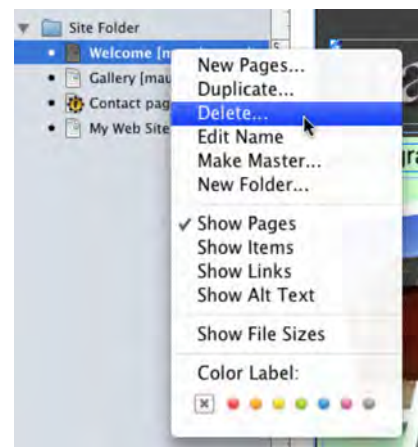 Site Folder
Welcome
Gallery [mau
Contact pag
My Web Site
New Pages...
Duplicate...
Delete...
Edit Name
Make Master...
New Folder...
✓ Show Pages
Show Items
Show Links
Show Alt Text
Show File Sizes
Color Label: